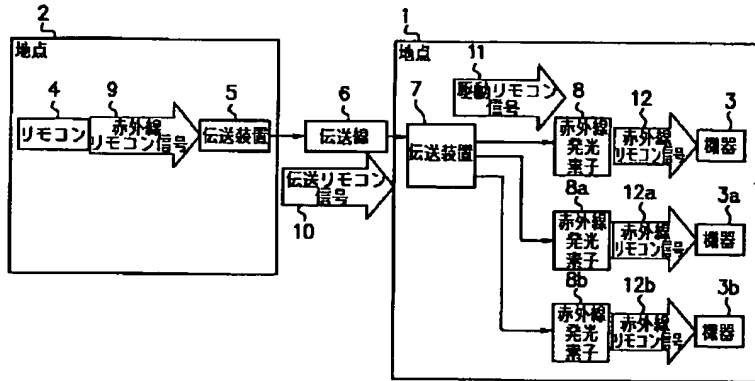 2
地点
4
リモコン
9
赤外線
リモコン信号
5
伝送装置
6
伝送線
伝送リモコン
信号
10
1
地点
11
駆動リモコン
信号
7
伝送装置
8
赤外線
発光
素子
12
赤外線
リモコン信号
3
機器
8a
赤外線
発光
素子
12a
赤外線
リモコン信号
3a
機器
8b
赤外線
発光
素子
12b
赤外線
リモコン信号
3b
機器